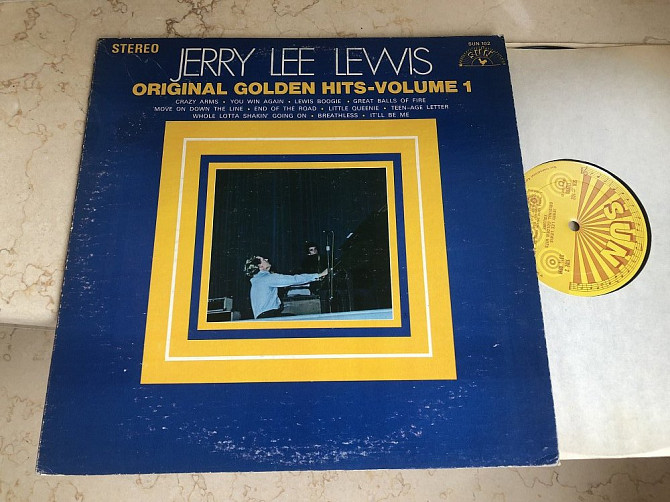 STEREO
SUN 102
JERRY LEE LEWIS
ORIGINAL GOLDEN HITS-VOLUME 1
CRAZY ARMS • YOU WIN AGAIN • LEWIS BOOGIE • GREAT BALLS OF FIRE
MOVE ON DOWN THE LINE • END OF THE ROAD • LITTLE QUEENIE • TEEN-AGE LETTER
WHOLE LOTTA SHAKIN' GOING ON • BREATHLESS • IT'LL BE ME
SUN